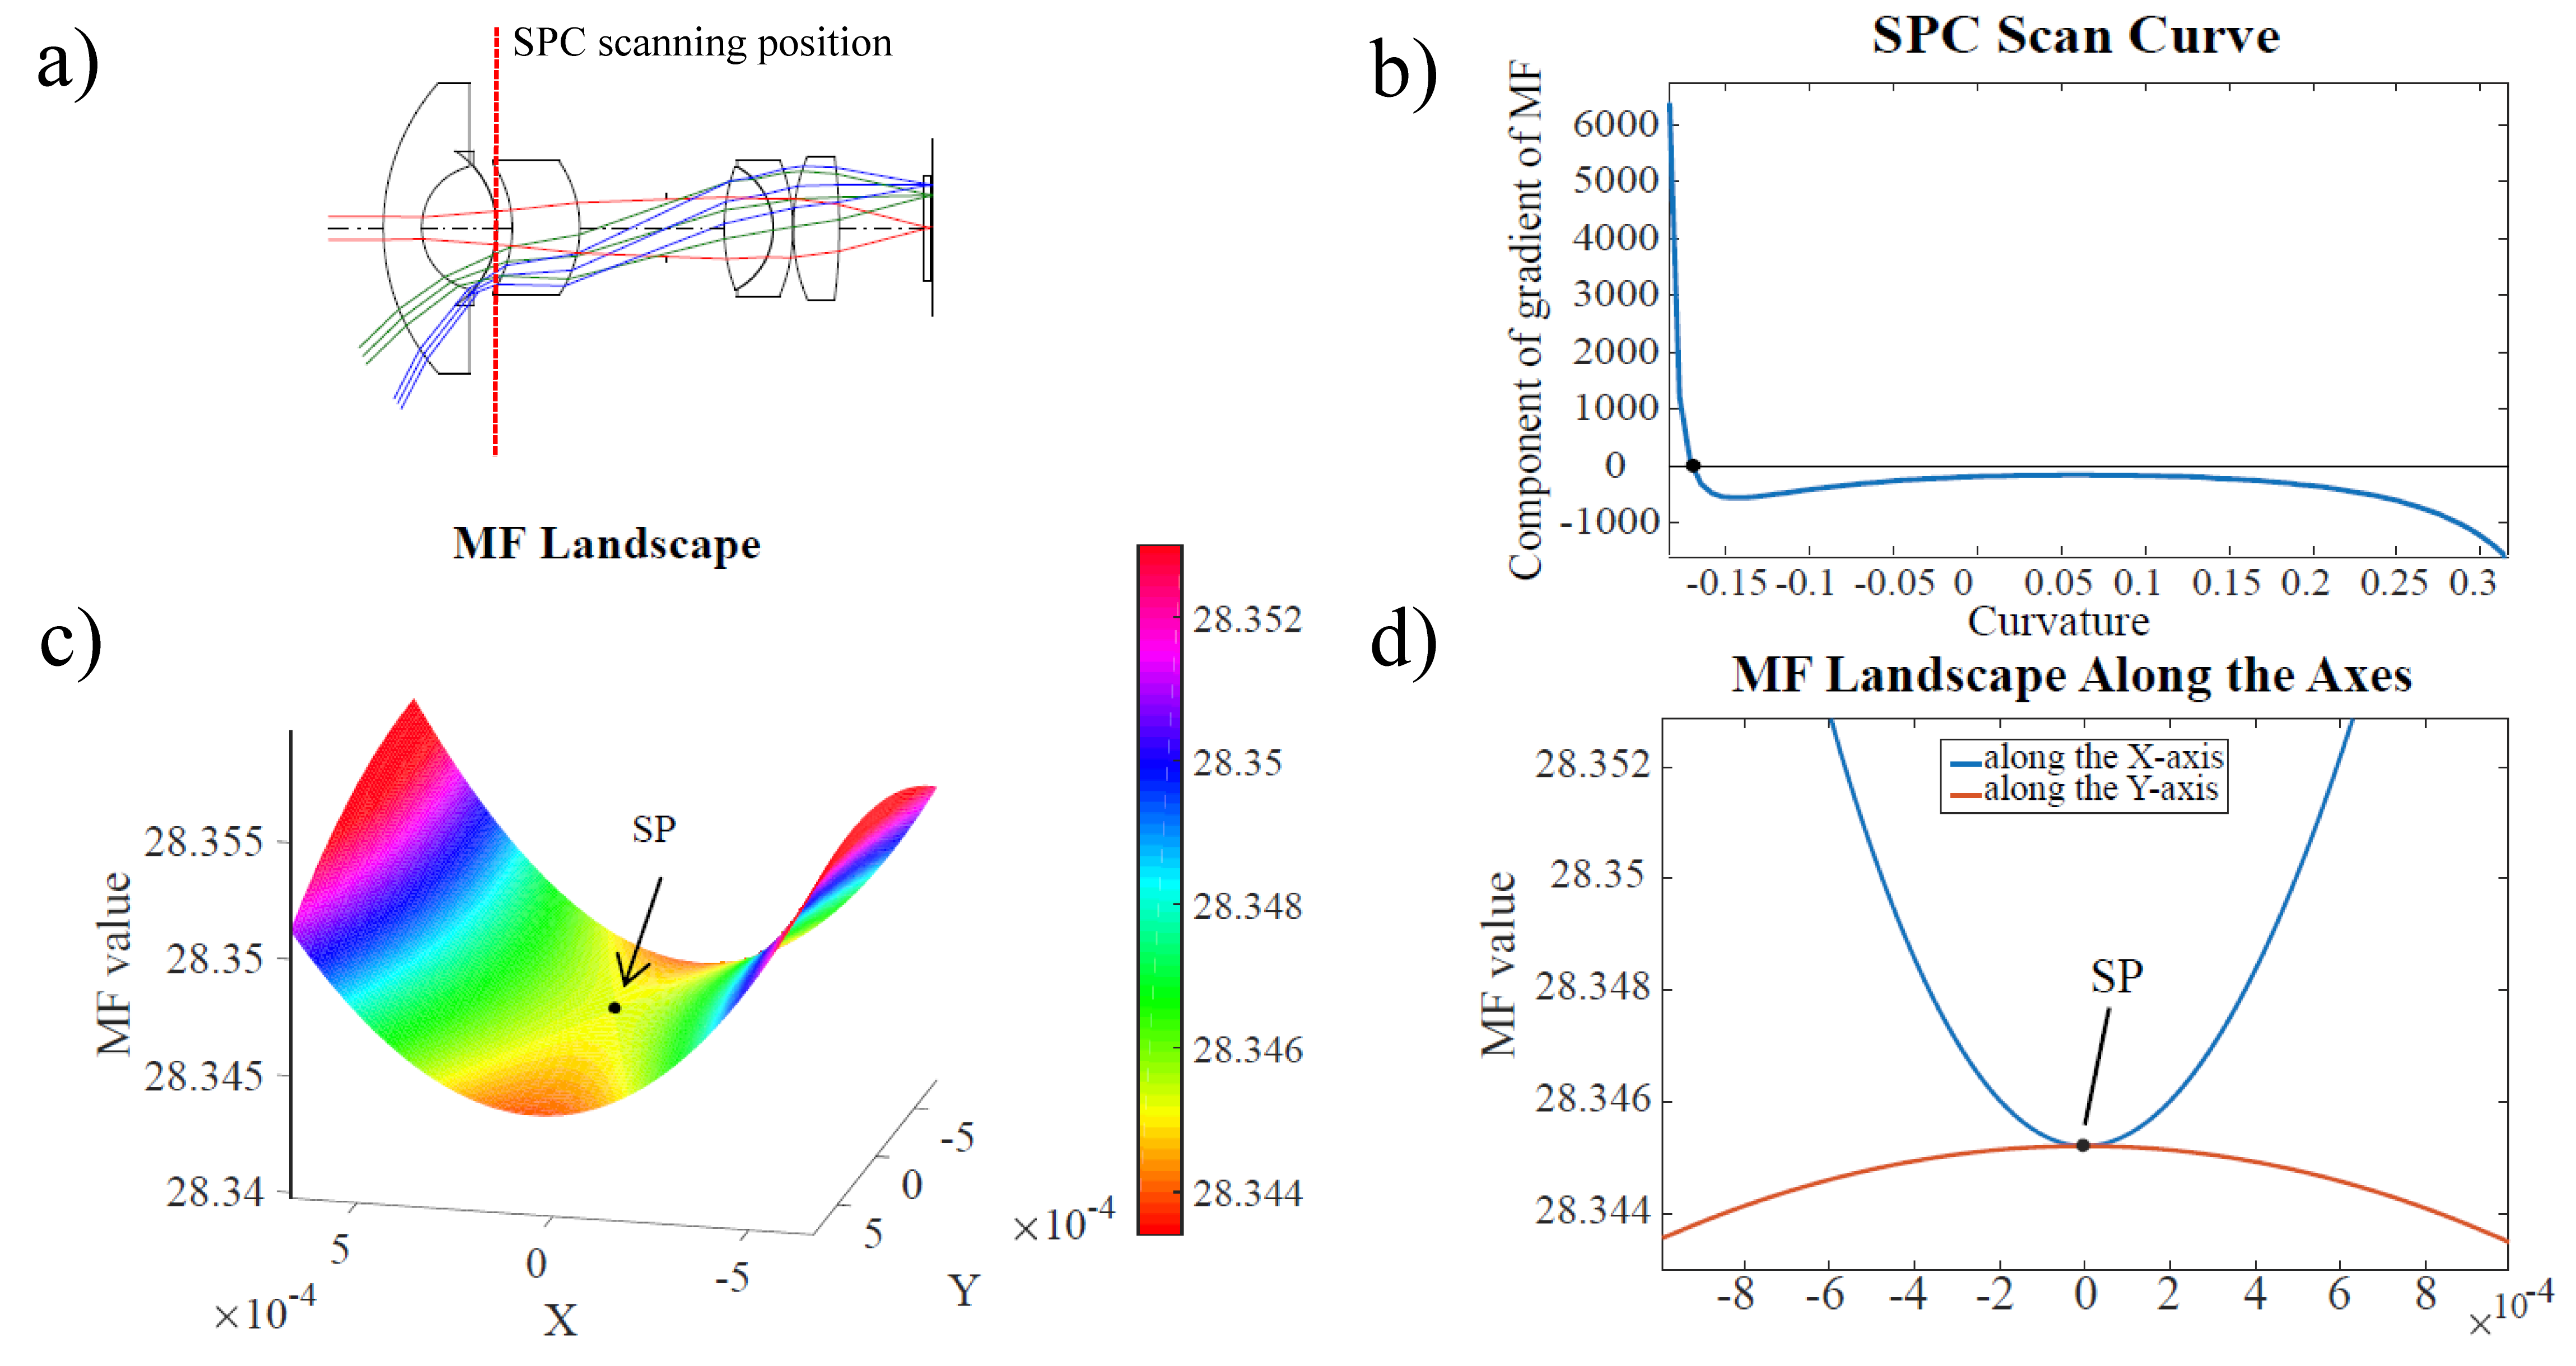 a)
SPC scanning position
b)
SPC Scan Curve
Component of gradient of MF
6000
5000
4000
3000
2000
1000
0
-1000
-0.15 -0.1 -0.05 0 0.05 0.1 0.15 0.2 0.25 0.3
Curvature
c)
MF Landscape
MF value
28.355
28.35
28.345
28.34
SP
5 0 -5
×10-4
X
-5
0
5
×10-4
Y
28.352
28.35
28.348
28.346
28.344
d)
MF Landscape Along the Axes
MF value
28.352
28.35
28.348
28.346
28.344
along the X-axis
along the Y-axis
SP
-8 -6 -4 -2 0 2 4 6 8
×10-4